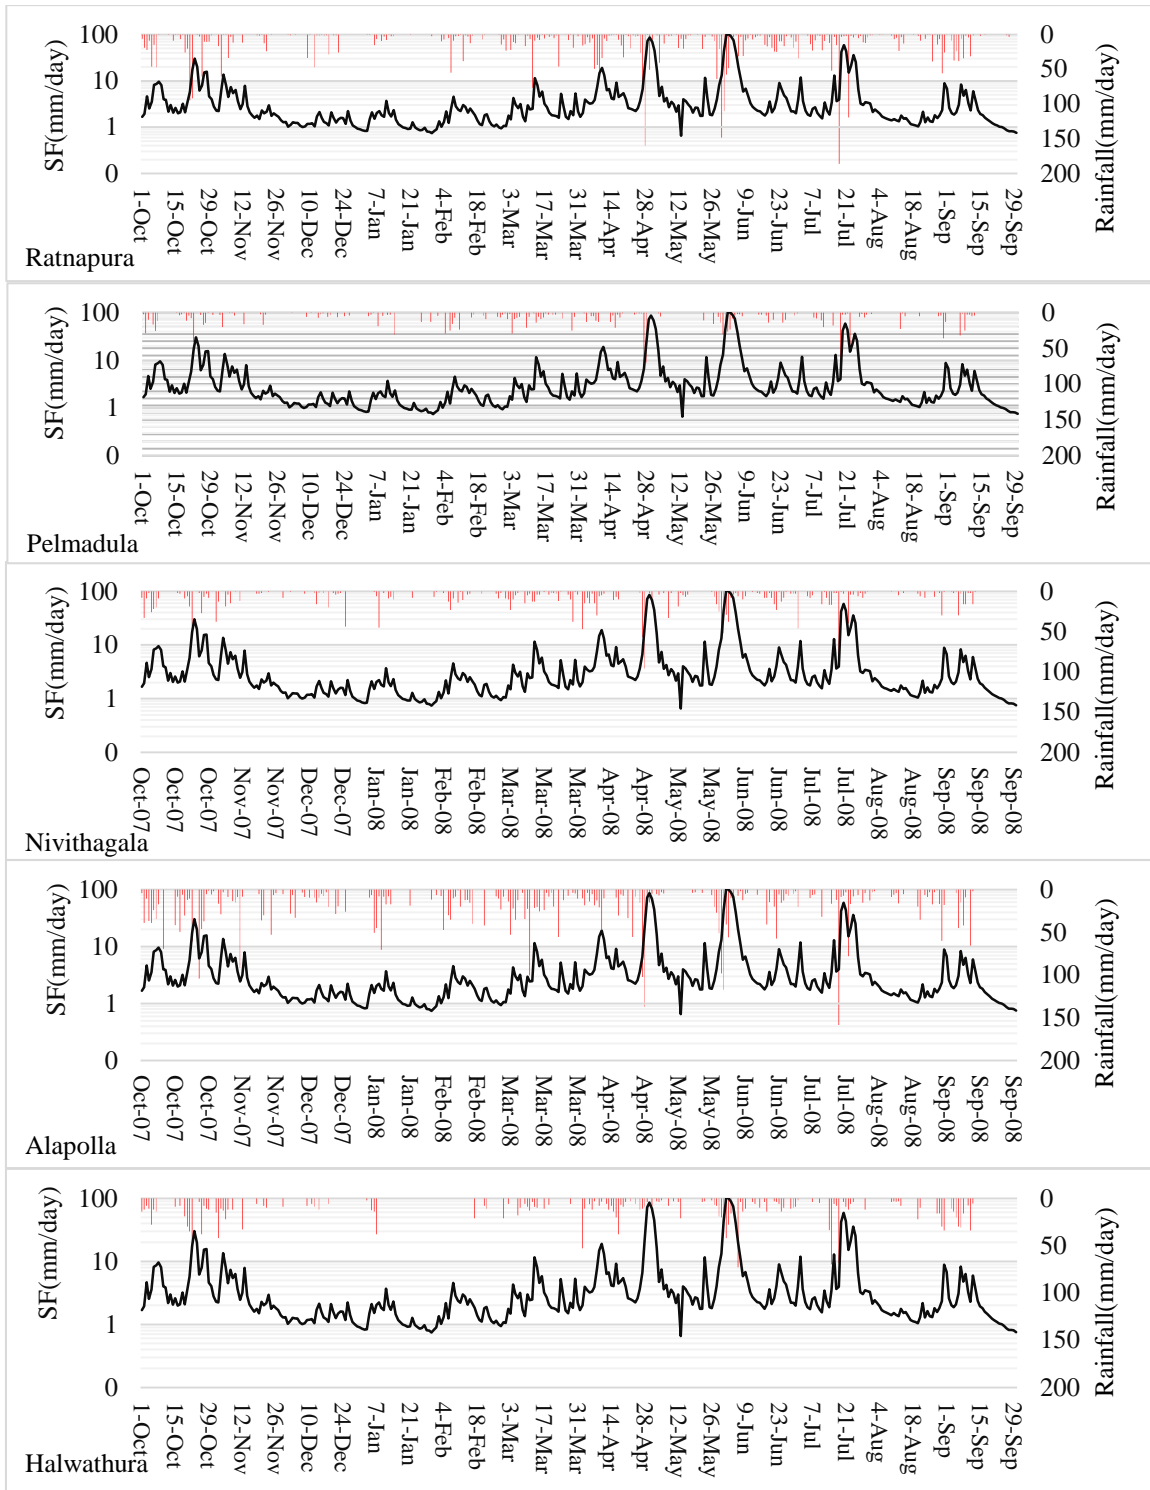 SF(mm/day)
100
10
1
0
0
50
100
150
200
Rainfall(mm/day)
1-Oct
15-Oct
29-Oct
12-Nov
26-Nov
10-Dec
24-Dec
7-Jan
21-Jan
4-Feb
18-Feb
3-Mar
17-Mar
31-Mar
14-Apr
28-Apr
12-May
26-May
9-Jun
23-Jun
7-Jul
21-Jul
4-Aug
18-Aug
1-Sep
15-Sep
29-Sep
Ratnapura
SF(mm/day)
100
10
1
0
0
50
100
150
200
Rainfall(mm/day)
1-Oct
15-Oct
29-Oct
12-Nov
26-Nov
10-Dec
24-Dec
7-Jan
21-Jan
4-Feb
18-Feb
3-Mar
17-Mar
31-Mar
14-Apr
28-Apr
12-May
26-May
9-Jun
23-Jun
7-Jul
21-Jul
4-Aug
18-Aug
1-Sep
15-Sep
29-Sep
Pelmadula
SF(mm/day)
100
10
1
0
0
50
100
150
200
Rainfall(mm/day)
Oct-07
Oct-07
Oct-07
Nov-07
Nov-07
Dec-07
Dec-07
Jan-08
Jan-08
Feb-08
Feb-08
Mar-08
Mar-08
Mar-08
Apr-08
Apr-08
May-08
May-08
Jun-08
Jun-08
Jul-08
Jul-08
Aug-08
Aug-08
Sep-08
Sep-08
Sep-08
Nivithagala
SF(mm/day)
100
10
1
0
0
50
100
150
200
Rainfall(mm/day)
Oct-07
Oct-07
Oct-07
Nov-07
Nov-07
Dec-07
Dec-07
Jan-08
Jan-08
Feb-08
Feb-08
Mar-08
Mar-08
Mar-08
Apr-08
Apr-08
May-08
May-08
Jun-08
Jun-08
Jul-08
Jul-08
Aug-08
Aug-08
Sep-08
Sep-08
Sep-08
Alapolla
SF(mm/day)
100
10
1
0
0
50
100
150
200
Rainfall(mm/day)
1-Oct
15-Oct
29-Oct
12-Nov
26-Nov
10-Dec
24-Dec
7-Jan
21-Jan
4-Feb
18-Feb
3-Mar
17-Mar
31-Mar
14-Apr
28-Apr
12-May
26-May
9-Jun
23-Jun
7-Jul
21-Jul
4-Aug
18-Aug
1-Sep
15-Sep
29-Sep
Halwathura